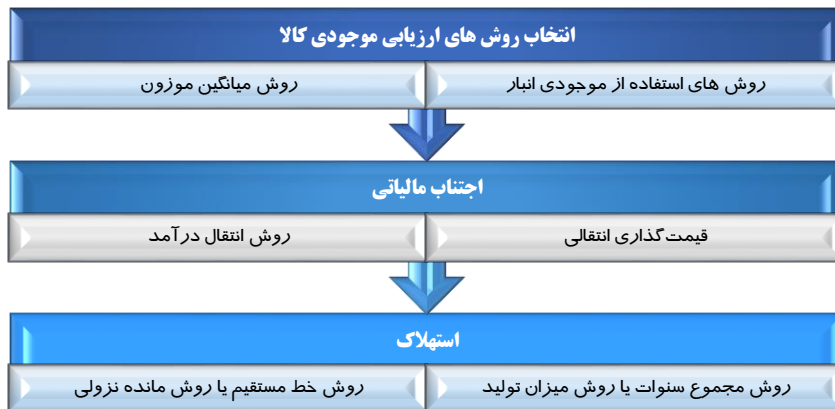 انتخاب روش های ارزیابی موجودی کالا
روش های استفاده از موجودی انبار
روش میانگین موزون
اجتناب مالیاتی
قیمت‌گذاری انتقالی
روش انتقال درآمد
استهلاک
روش مجموع سنوات یا روش میزان تولید
روش خط مستقیم یا روش مانده نزولی